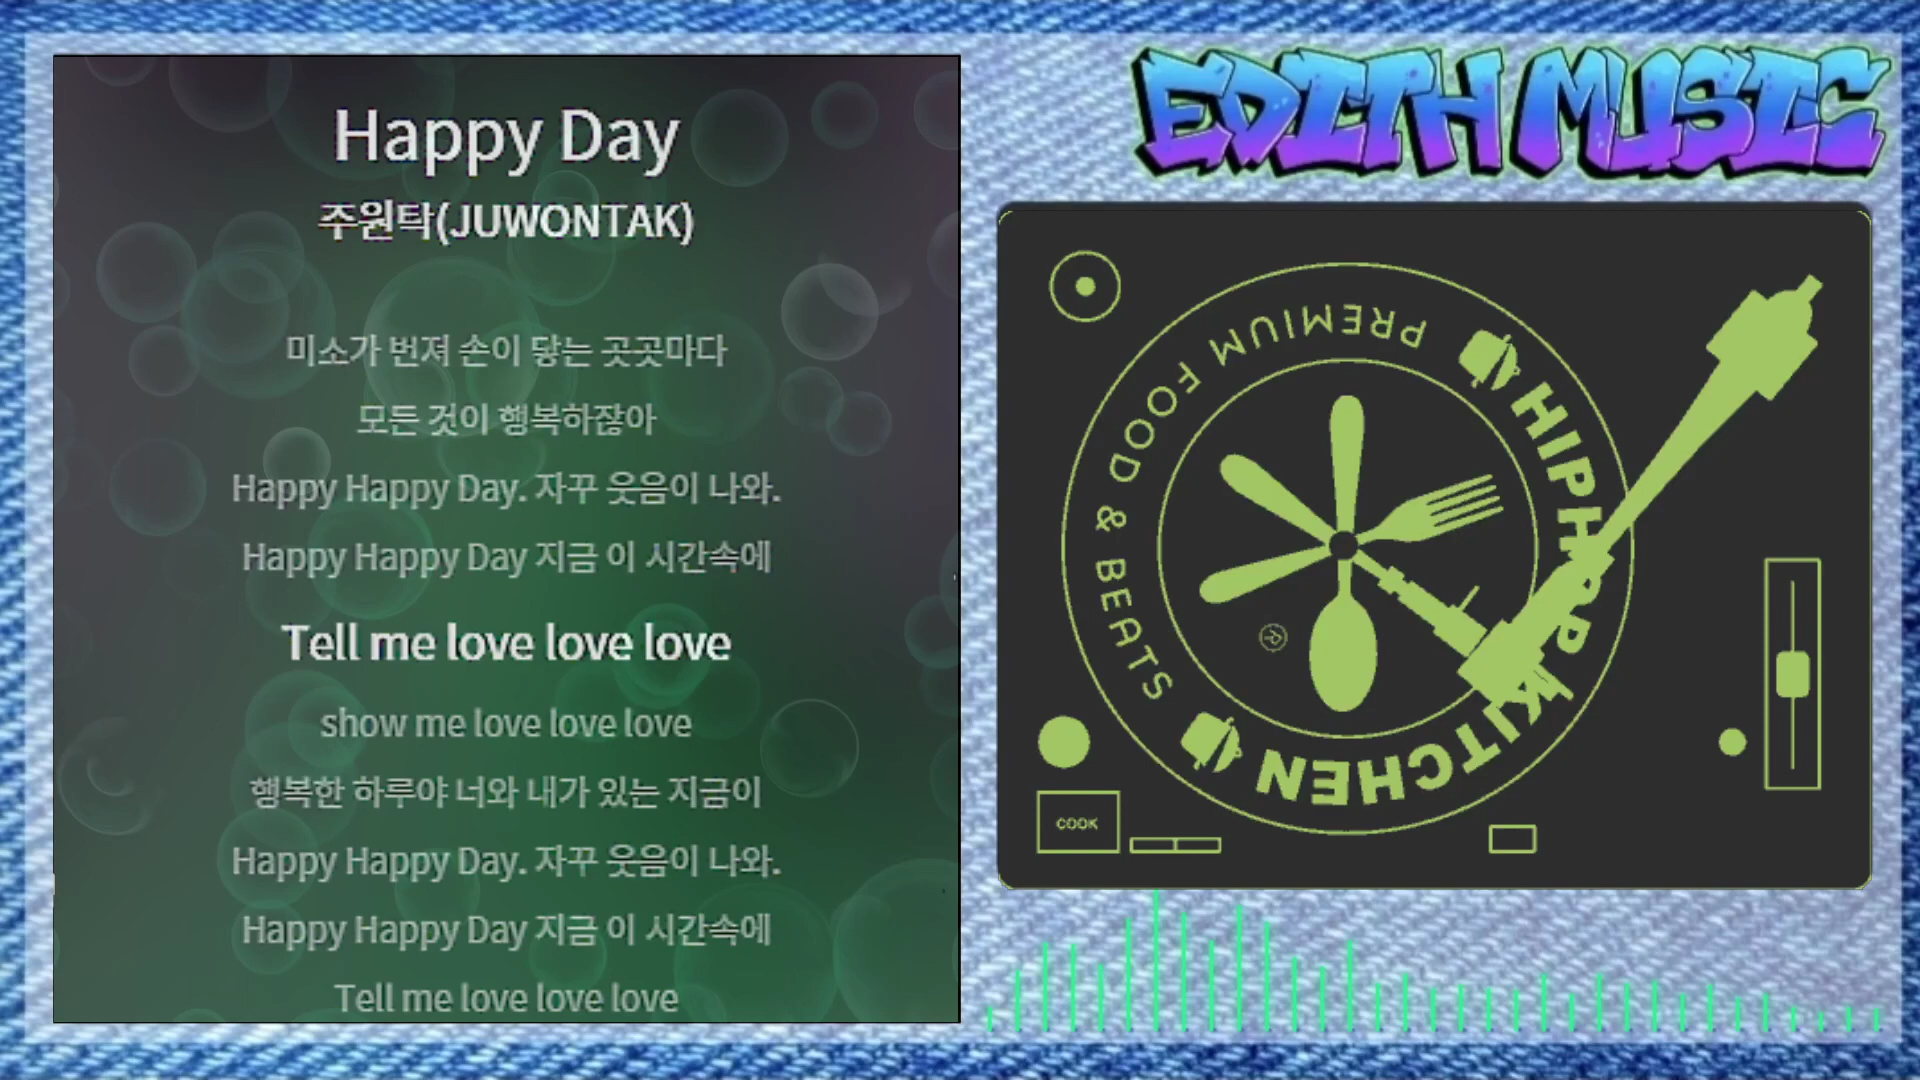 Happy Day
주원탁(JUWONTAK)
미소가 번져 손이 닿는 곳곳마다
모든 것이 행복하잖아
Happy Happy Day. 자꾸 웃음이 나와.
Happy Happy Day 지금 이 시간속에
Tell me love love love
show me love love love
행복한 하루야 너와 내가 있는 지금이
Happy Happy Day. 자꾸 웃음이 나와.
Happy Happy Day 지금 이 시간속에
Tell me love love love
EDITH MUSIC
PREMIUM FOOD & BEATS
HIPHOP KITCHEN
®
COOK